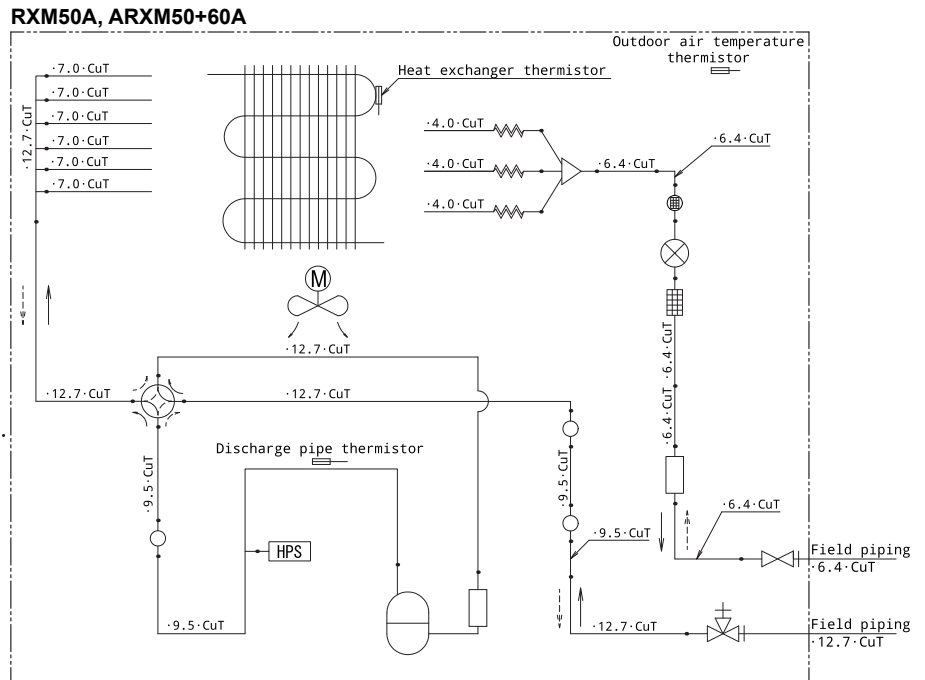 RXM50A, ARXM50+60A
Outdoor air temperature
thermistor
·7.0·CuT
·7.0·CuT
·7.0·CuT
·7.0·CuT
·7.0·CuT
·7.0·CuT
·12.7·CuT
Heat exchanger thermistor
·4.0·CuT
·4.0·CuT
·4.0·CuT
·6.4·CuT
·6.4·CuT
M
·12.7·CuT
·12.7·CuT
·12.7·CuT
·6.4·CuT
·6.4·CuT
Discharge pipe thermistor
·9.5·CuT
·9.5·CuT
·6.4·CuT
·9.5·CuT
HPS
Field piping
·6.4·CuT
·9.5·CuT
·12.7·CuT
Field piping
·12.7·CuT